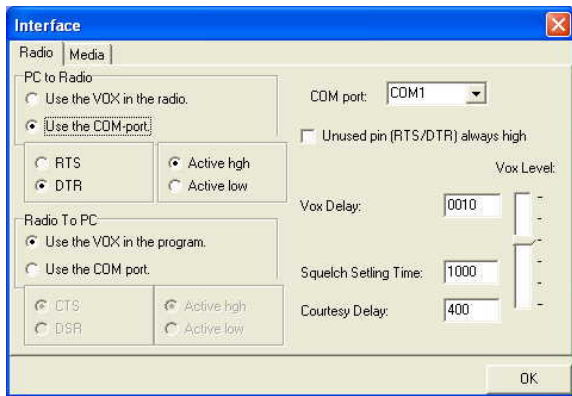 Interface
Radio
Media
PC to Radio
Use the VOX in the radio.
Use the COM-port
RTS
DTR
Active hgh
Active low
Radio To PC
Use the VOX in the program.
Use the COM port.
CTS
DSR
Active hgh
Active low
COM port: COM1
Unused pin (RTS/DTR) always high
Vox Level:
Vox Delay: 0010
Squelch Setling Time: 1000
Courtesy Delay: 400
OK